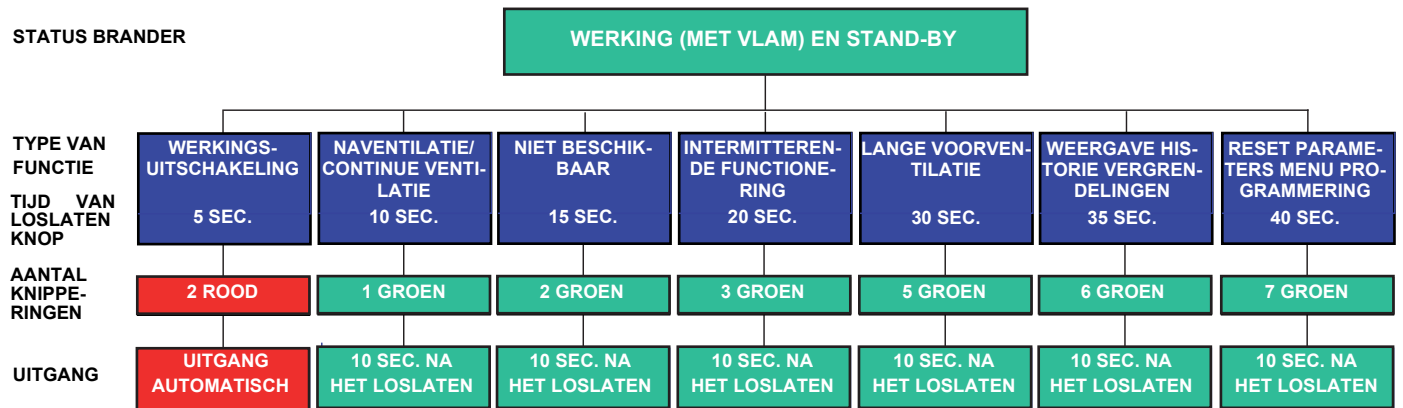 STATUS BRANDER
WERKING (MET VLAM) EN STAND-BY
TYPE VAN
FUNCTIE
WERKINGS-
UITSCHAKELING
NAVENTILATIE/
CONTINUE VENTI-
LATIE
NIET BESCHIK-
BAAR
INTERMITTEREN-
DE FUNCTIONE-
RING
LANGE VOORVEN-
TILATIE
WEERGAVE HIS-
TORIE VERGREN-
DELINGEN
RESET PARAME-
TERS MENU PRO-
GRAMMERING
TIJD VAN
LOSLATEN
KNOP
5 SEC.
10 SEC.
15 SEC.
20 SEC.
30 SEC.
35 SEC.
40 SEC.
AANTAL
KNIPPE-
RINGEN
2 ROOD
1 GROEN
2 GROEN
3 GROEN
5 GROEN
6 GROEN
7 GROEN
UITGANG
UITGANG
AUTOMATISCH
10 SEC. NA
HET LOSLATEN
10 SEC. NA
HET LOSLATEN
10 SEC. NA
HET LOSLATEN
10 SEC. NA
HET LOSLATEN
10 SEC. NA
HET LOSLATEN
10 SEC. NA
HET LOSLATEN